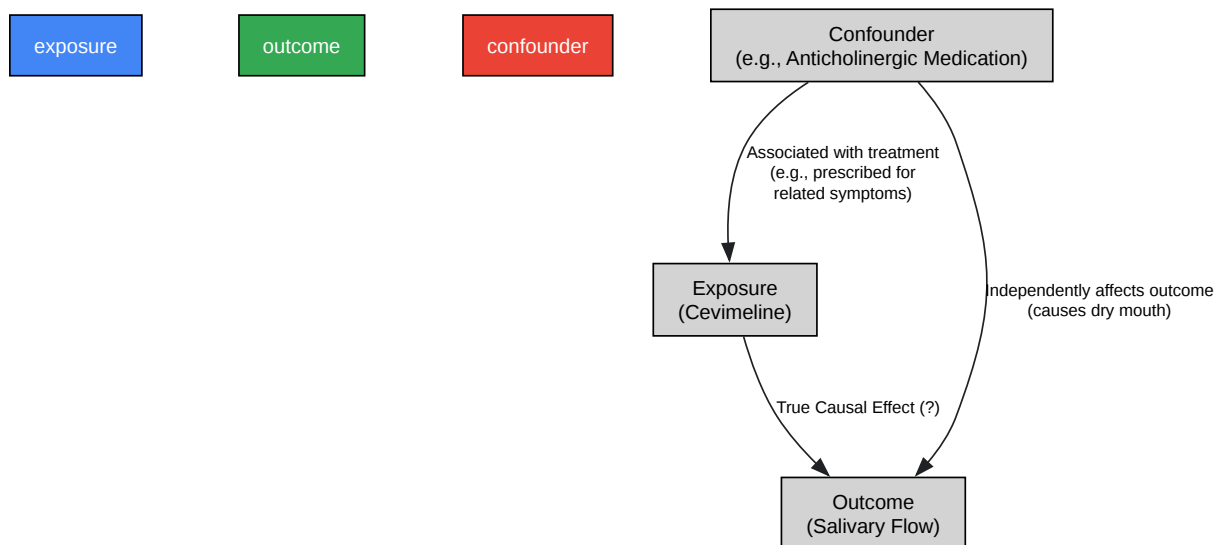 exposure
outcome
confounder
Confounder
(e.g., Anticholinergic Medication)
Associated with treatment
(e.g., prescribed for
related symptoms)
Exposure
(Cevimeline)
Independently affects outcome
(causes dry mouth)
True Causal Effect (?)
Outcome
(Salivary Flow)